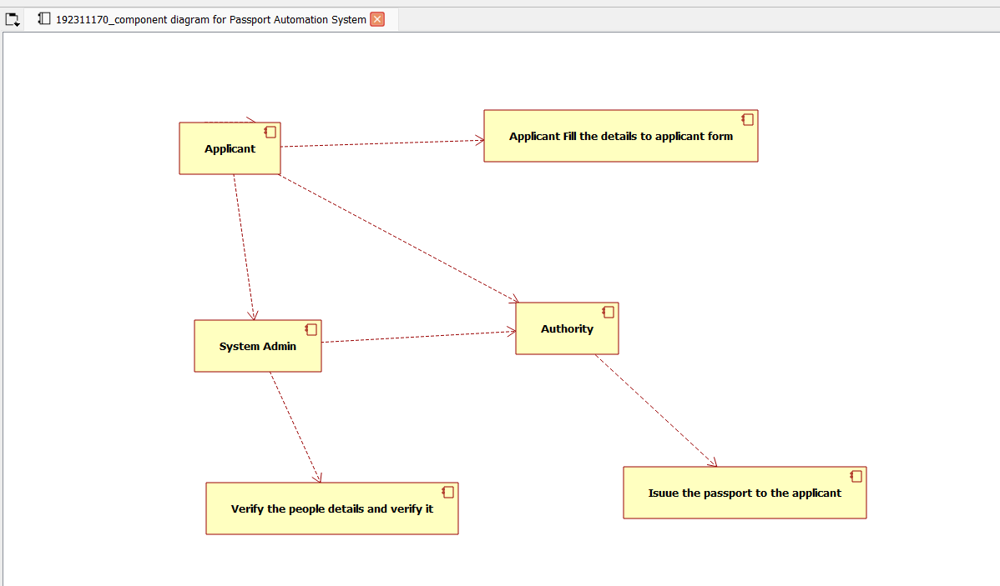 192311170_component diagram for Passport Automation System
Applicant Fill the details to applicant form
Applicant
Authority
System Admin
Isuue the passport to the applicant
Verify the people details and verify it